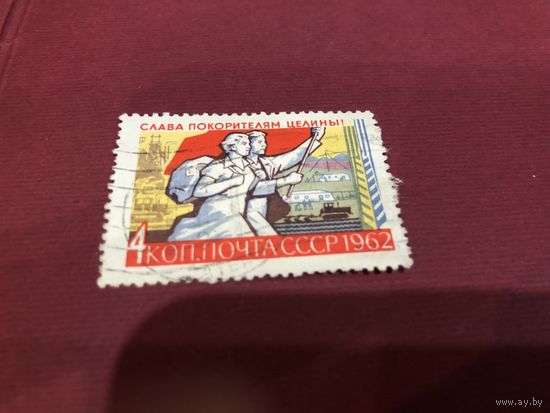 СЛАВА ПОКОРИТЕЛЯМ ЦЕЛИНЫ!
4 КОП. ПОЧТА СССР 1962
www.ay.by